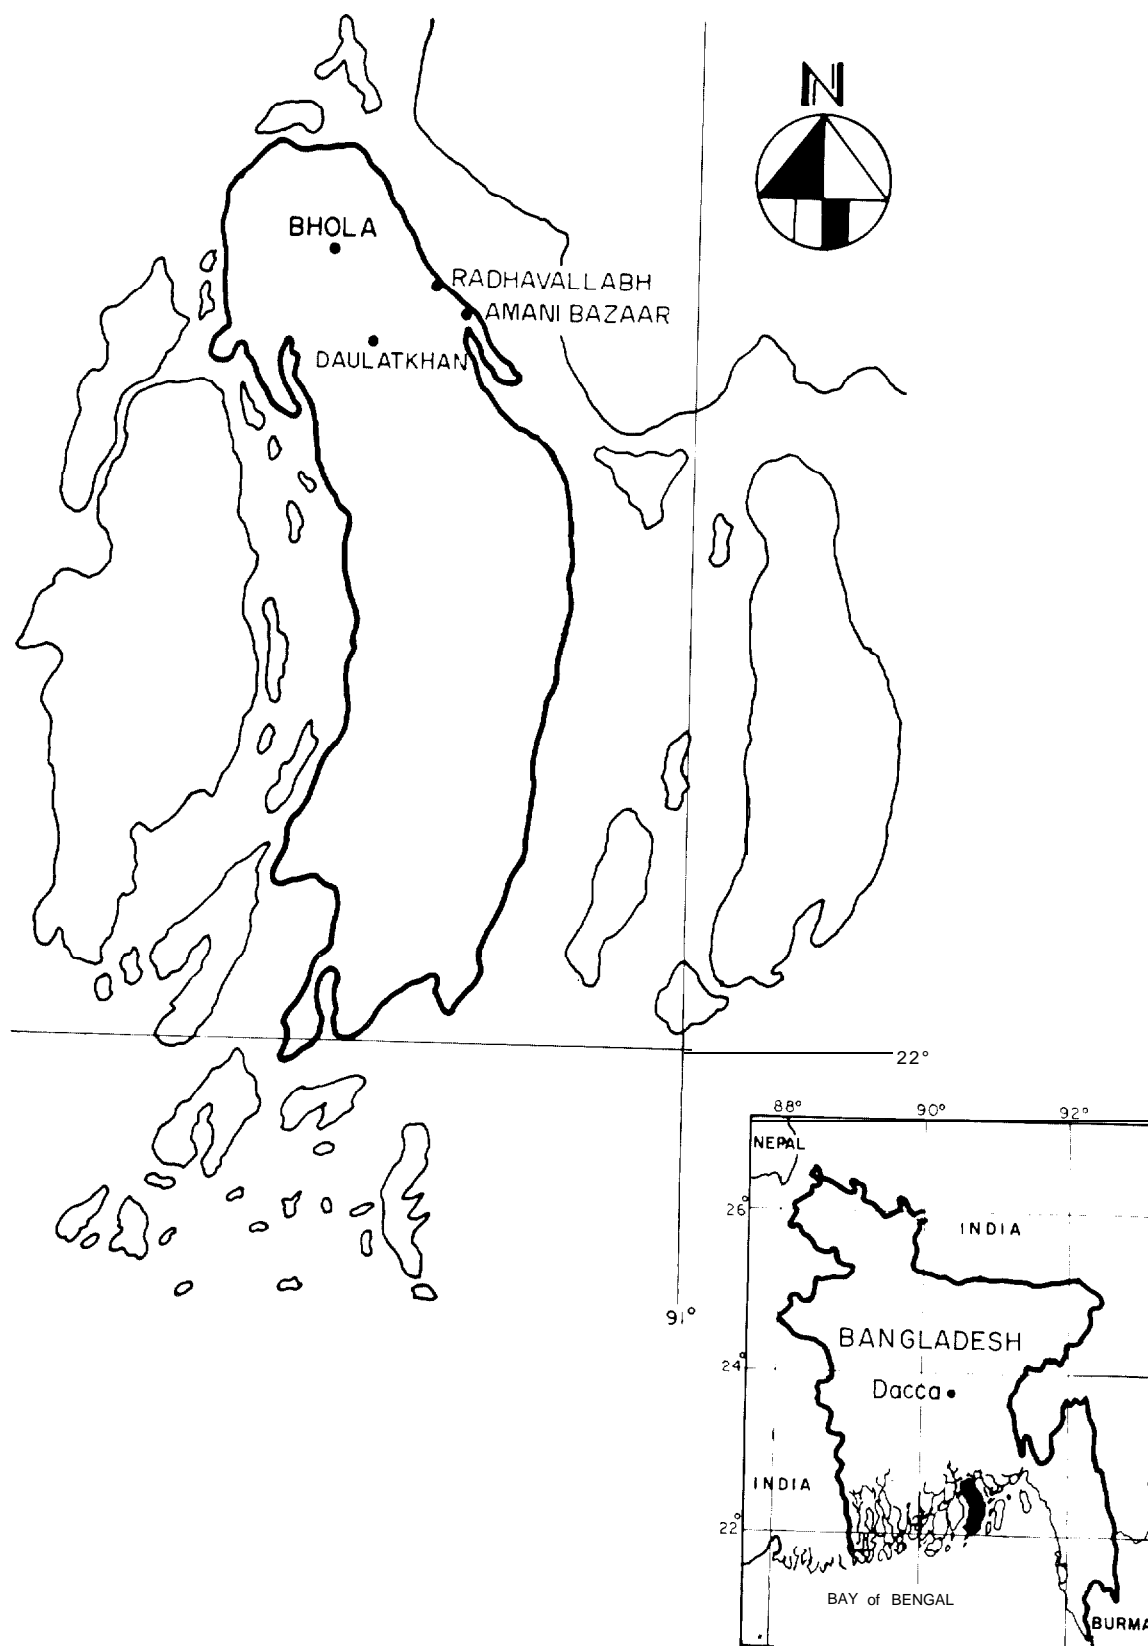 N
BHOLA
RADHAVALLABH
AMANI BAZAAR
DAULATKHAN
22°
91°
88° 90° 92°
NEPAL
26°
INDIA
BANGLADESH
24°
Dacca
INDIA
22°
BAY of BENGAL
BURMA